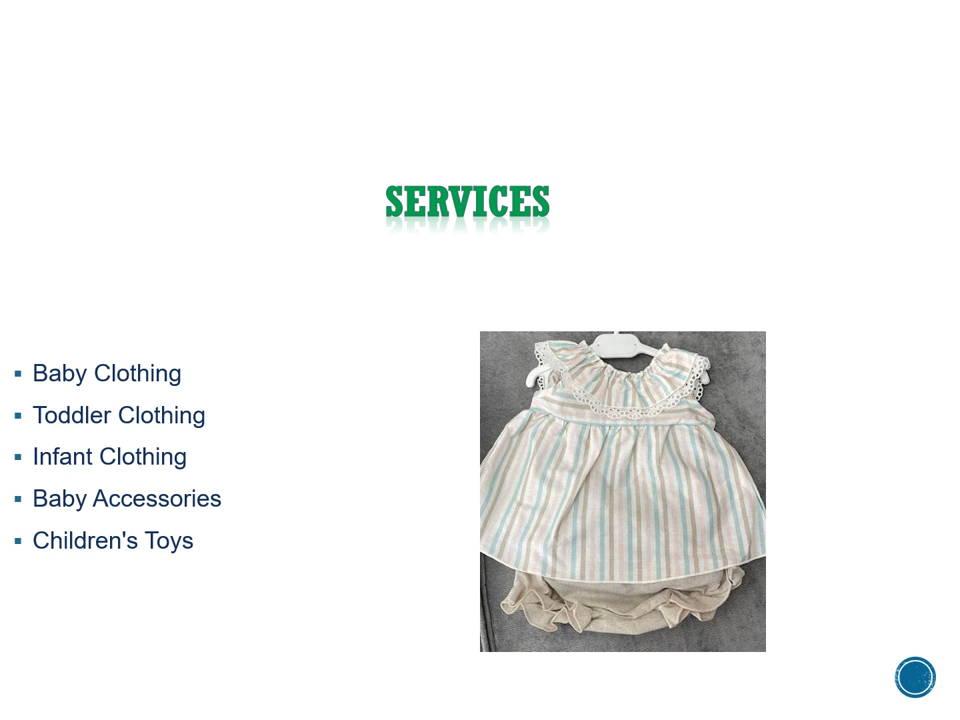 SERVICES
▪ Baby Clothing
▪ Toddler Clothing
▪ Infant Clothing
▪ Baby Accessories
▪ Children's Toys